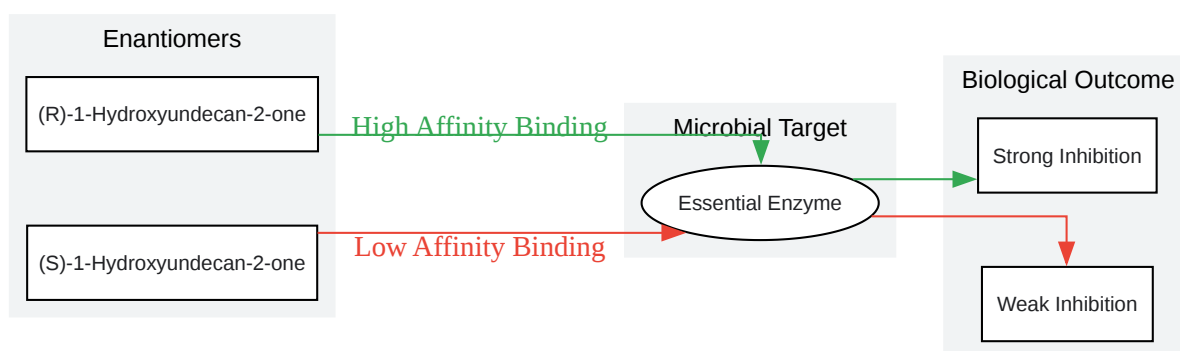 Enantiomers
(R)-1-Hydroxyundecan-2-one
(S)-1-Hydroxyundecan-2-one
High Affinity Binding
Low Affinity Binding
Microbial Target
Essential Enzyme
Biological Outcome
Strong Inhibition
Weak Inhibition